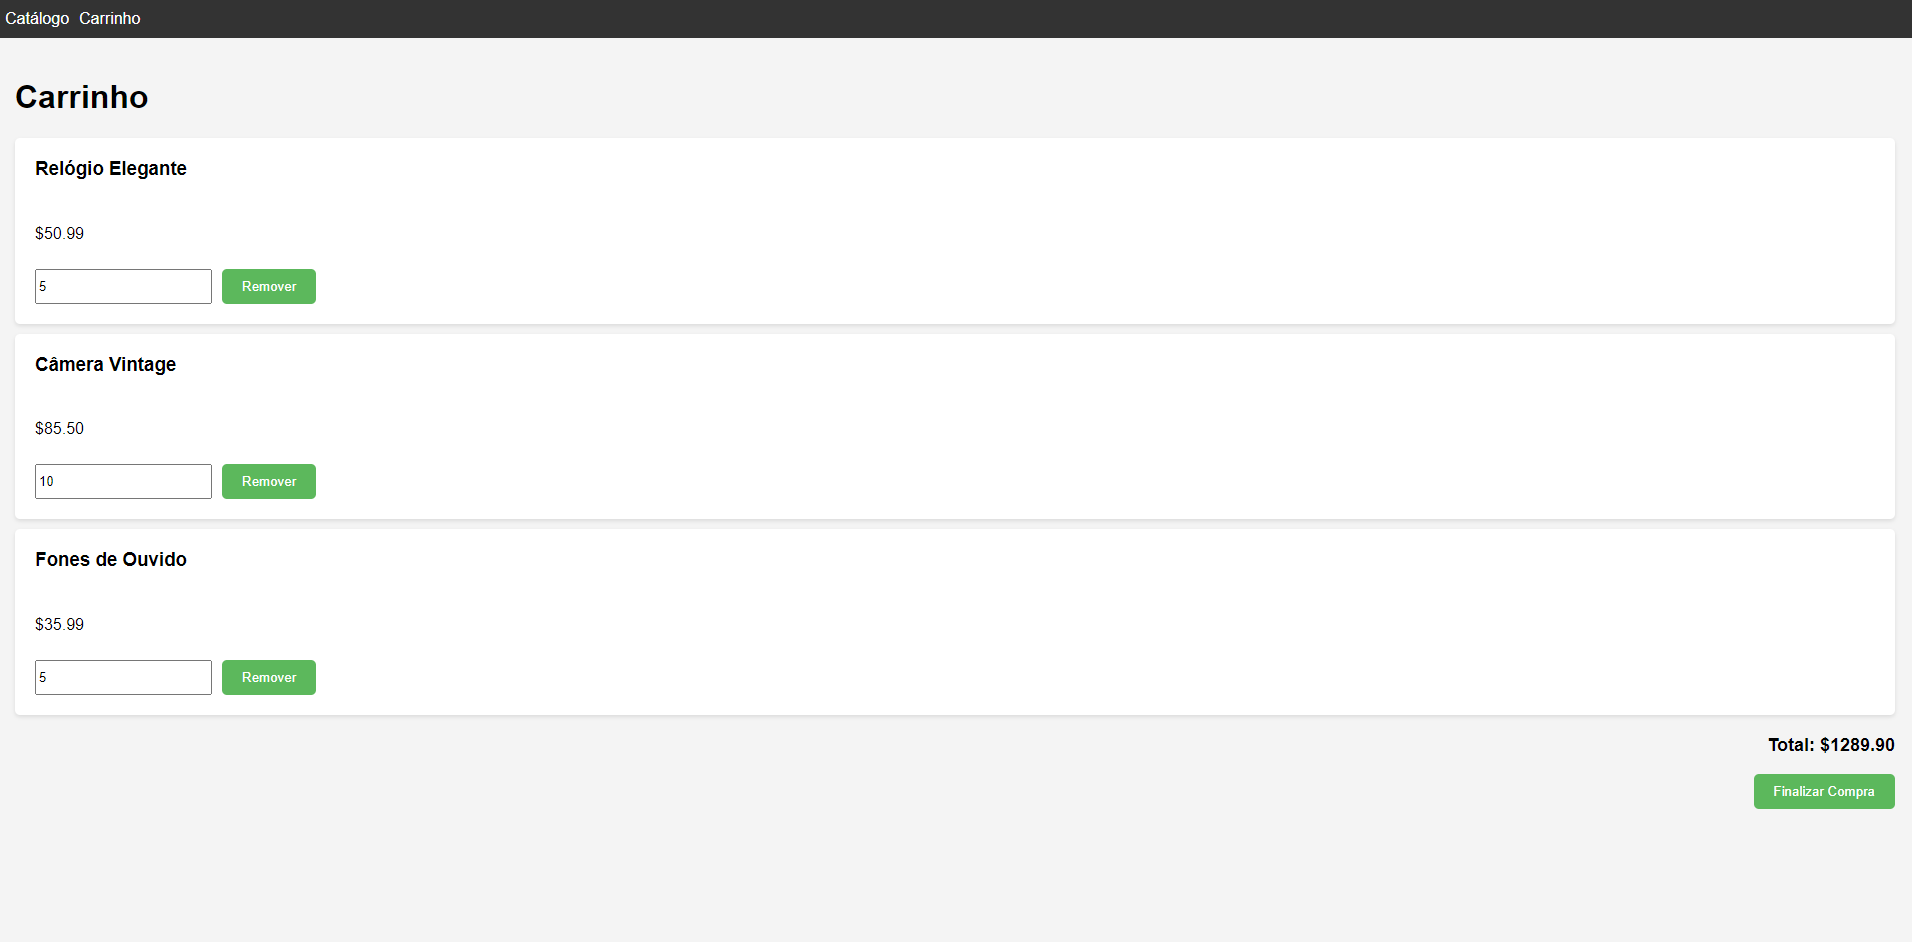 Catálogo Carrinho
Carrinho
Relógio Elegante
$50.99
5 Remover
Câmera Vintage
$85.50
10 Remover
Fones de Ouvido
$35.99
5 Remover
Total: $1289.90
Finalizar Compra